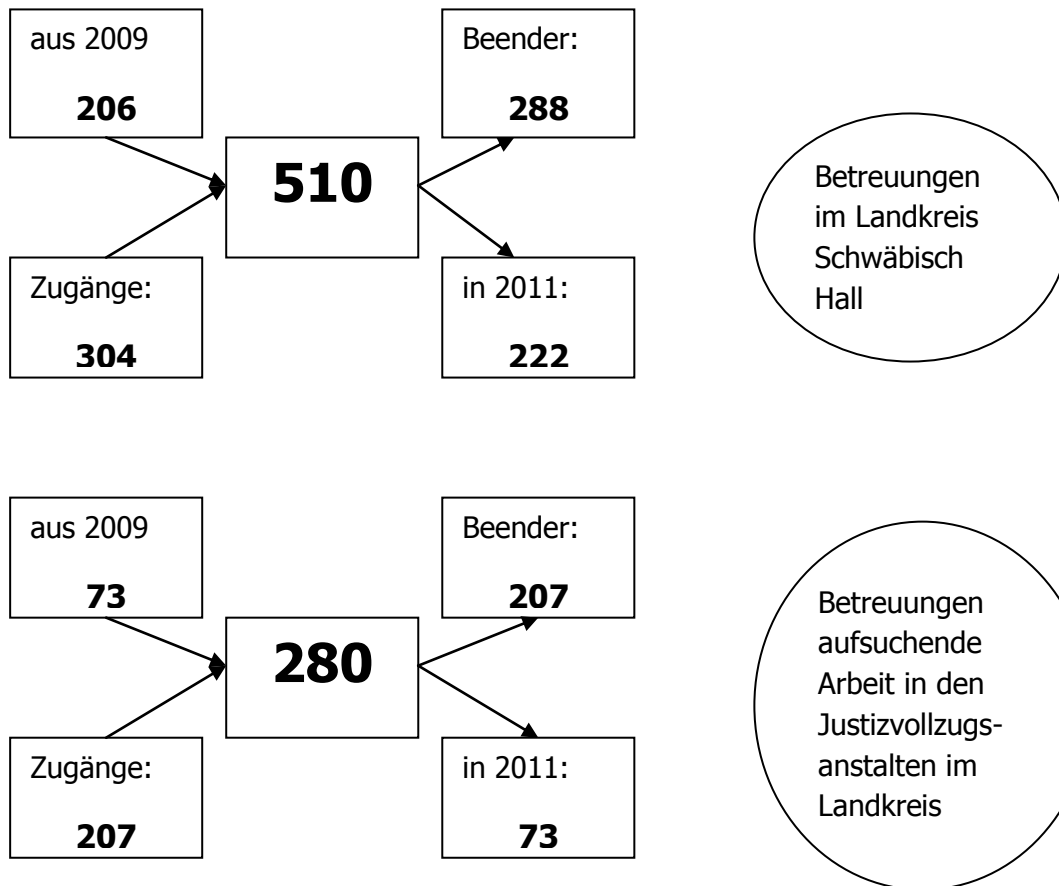 aus 2009
206
Zugänge:
304
510
Beender:
288
in 2011:
222
Betreuungen
im Landkreis
Schwäbisch
Hall
aus 2009
73
Zugänge:
207
280
Beender:
207
in 2011:
73
Betreuungen
aufsuchende
Arbeit in den
Justizvollzugs-
anstalten im
Landkreis